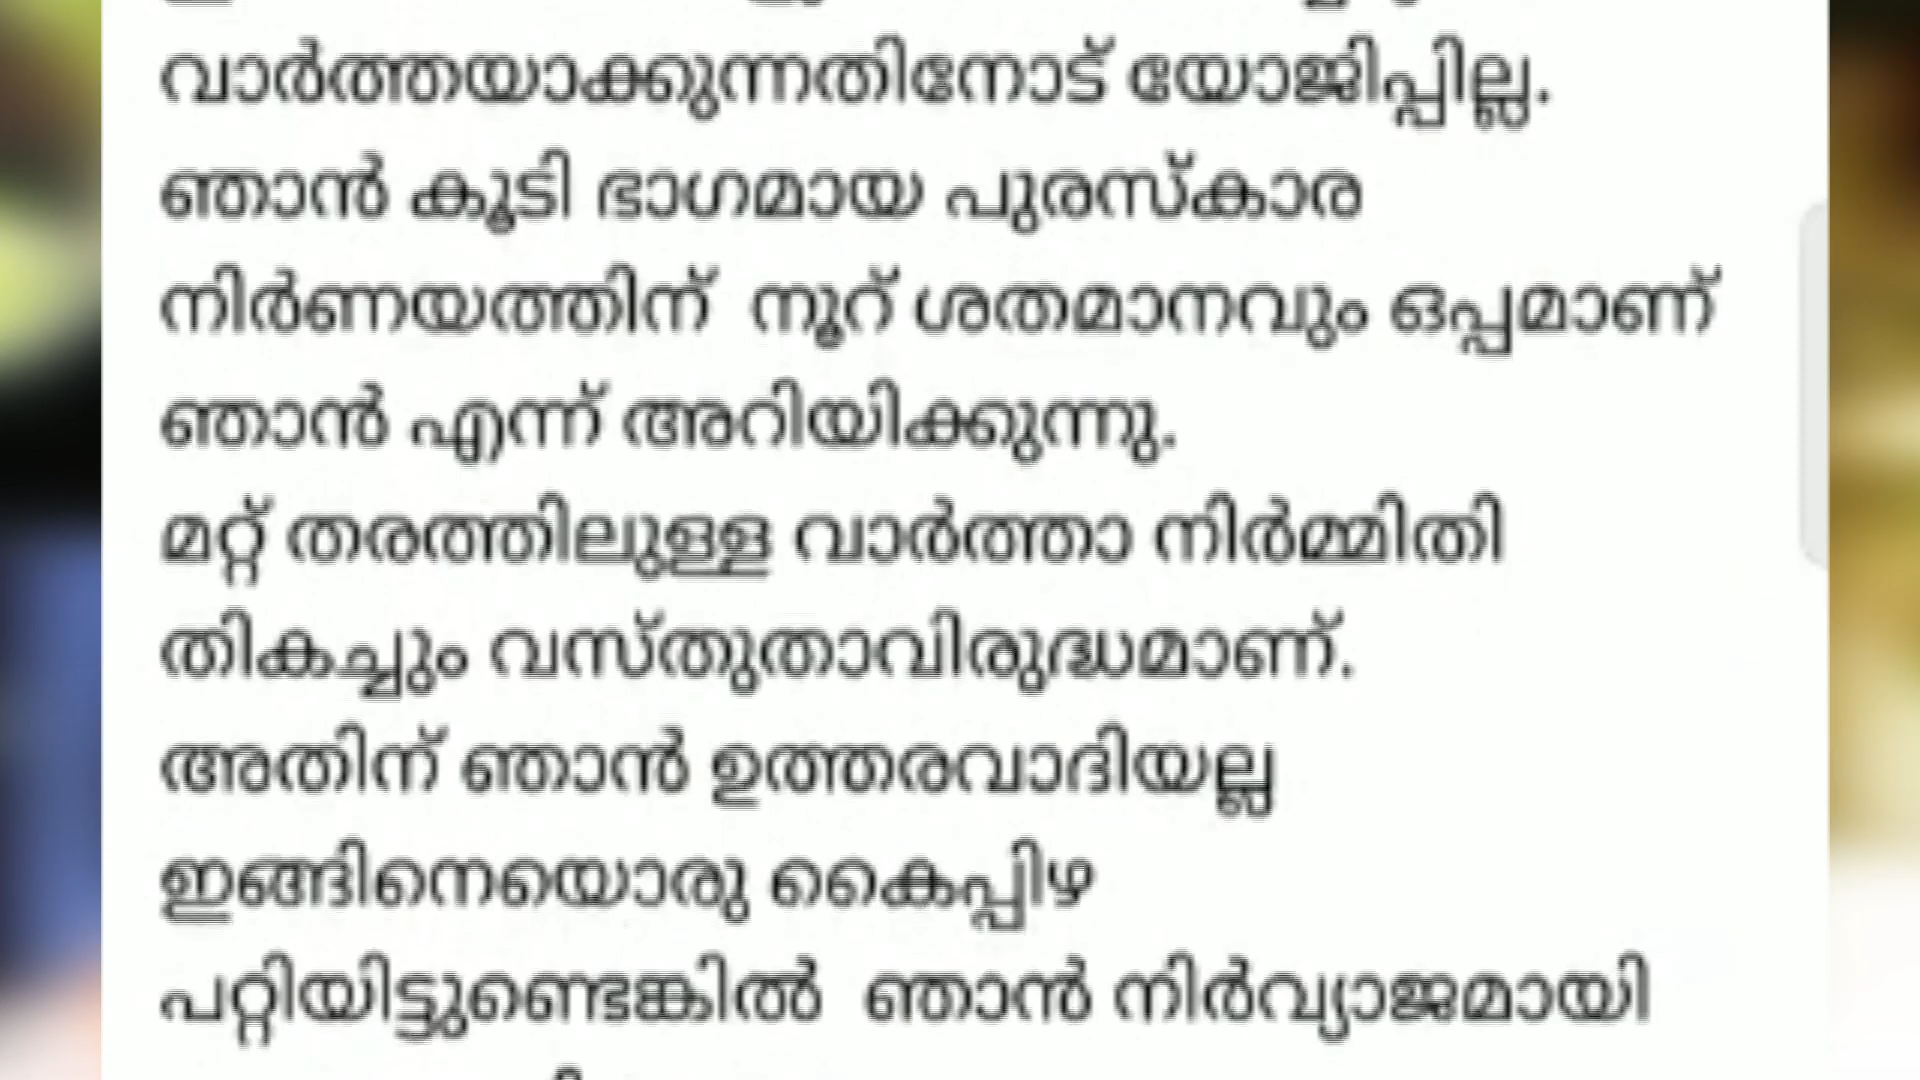 വാർത്തയാക്കുന്നതിനോട് യോജിപ്പില്ല.
ഞാൻ കൂടി ഭാഗമായ പുരസ്കാര
നിർണയത്തിന് നൂറ് ശതമാനവും ഒപ്പമാണ്
ഞാൻ എന്ന് അറിയിക്കുന്നു.
മറ്റ് തരത്തിലുള്ള വാർത്താ നിർമ്മിതി
തികച്ചും വസ്തുതാവിരുദ്ധമാണ്.
അതിന് ഞാൻ ഉത്തരവാദിയല്ല
ഇങ്ങിനെയൊരു കൈപ്പിഴ
പറ്റിയിട്ടുണ്ടെങ്കിൽ ഞാൻ നിർവ്യാജമായി